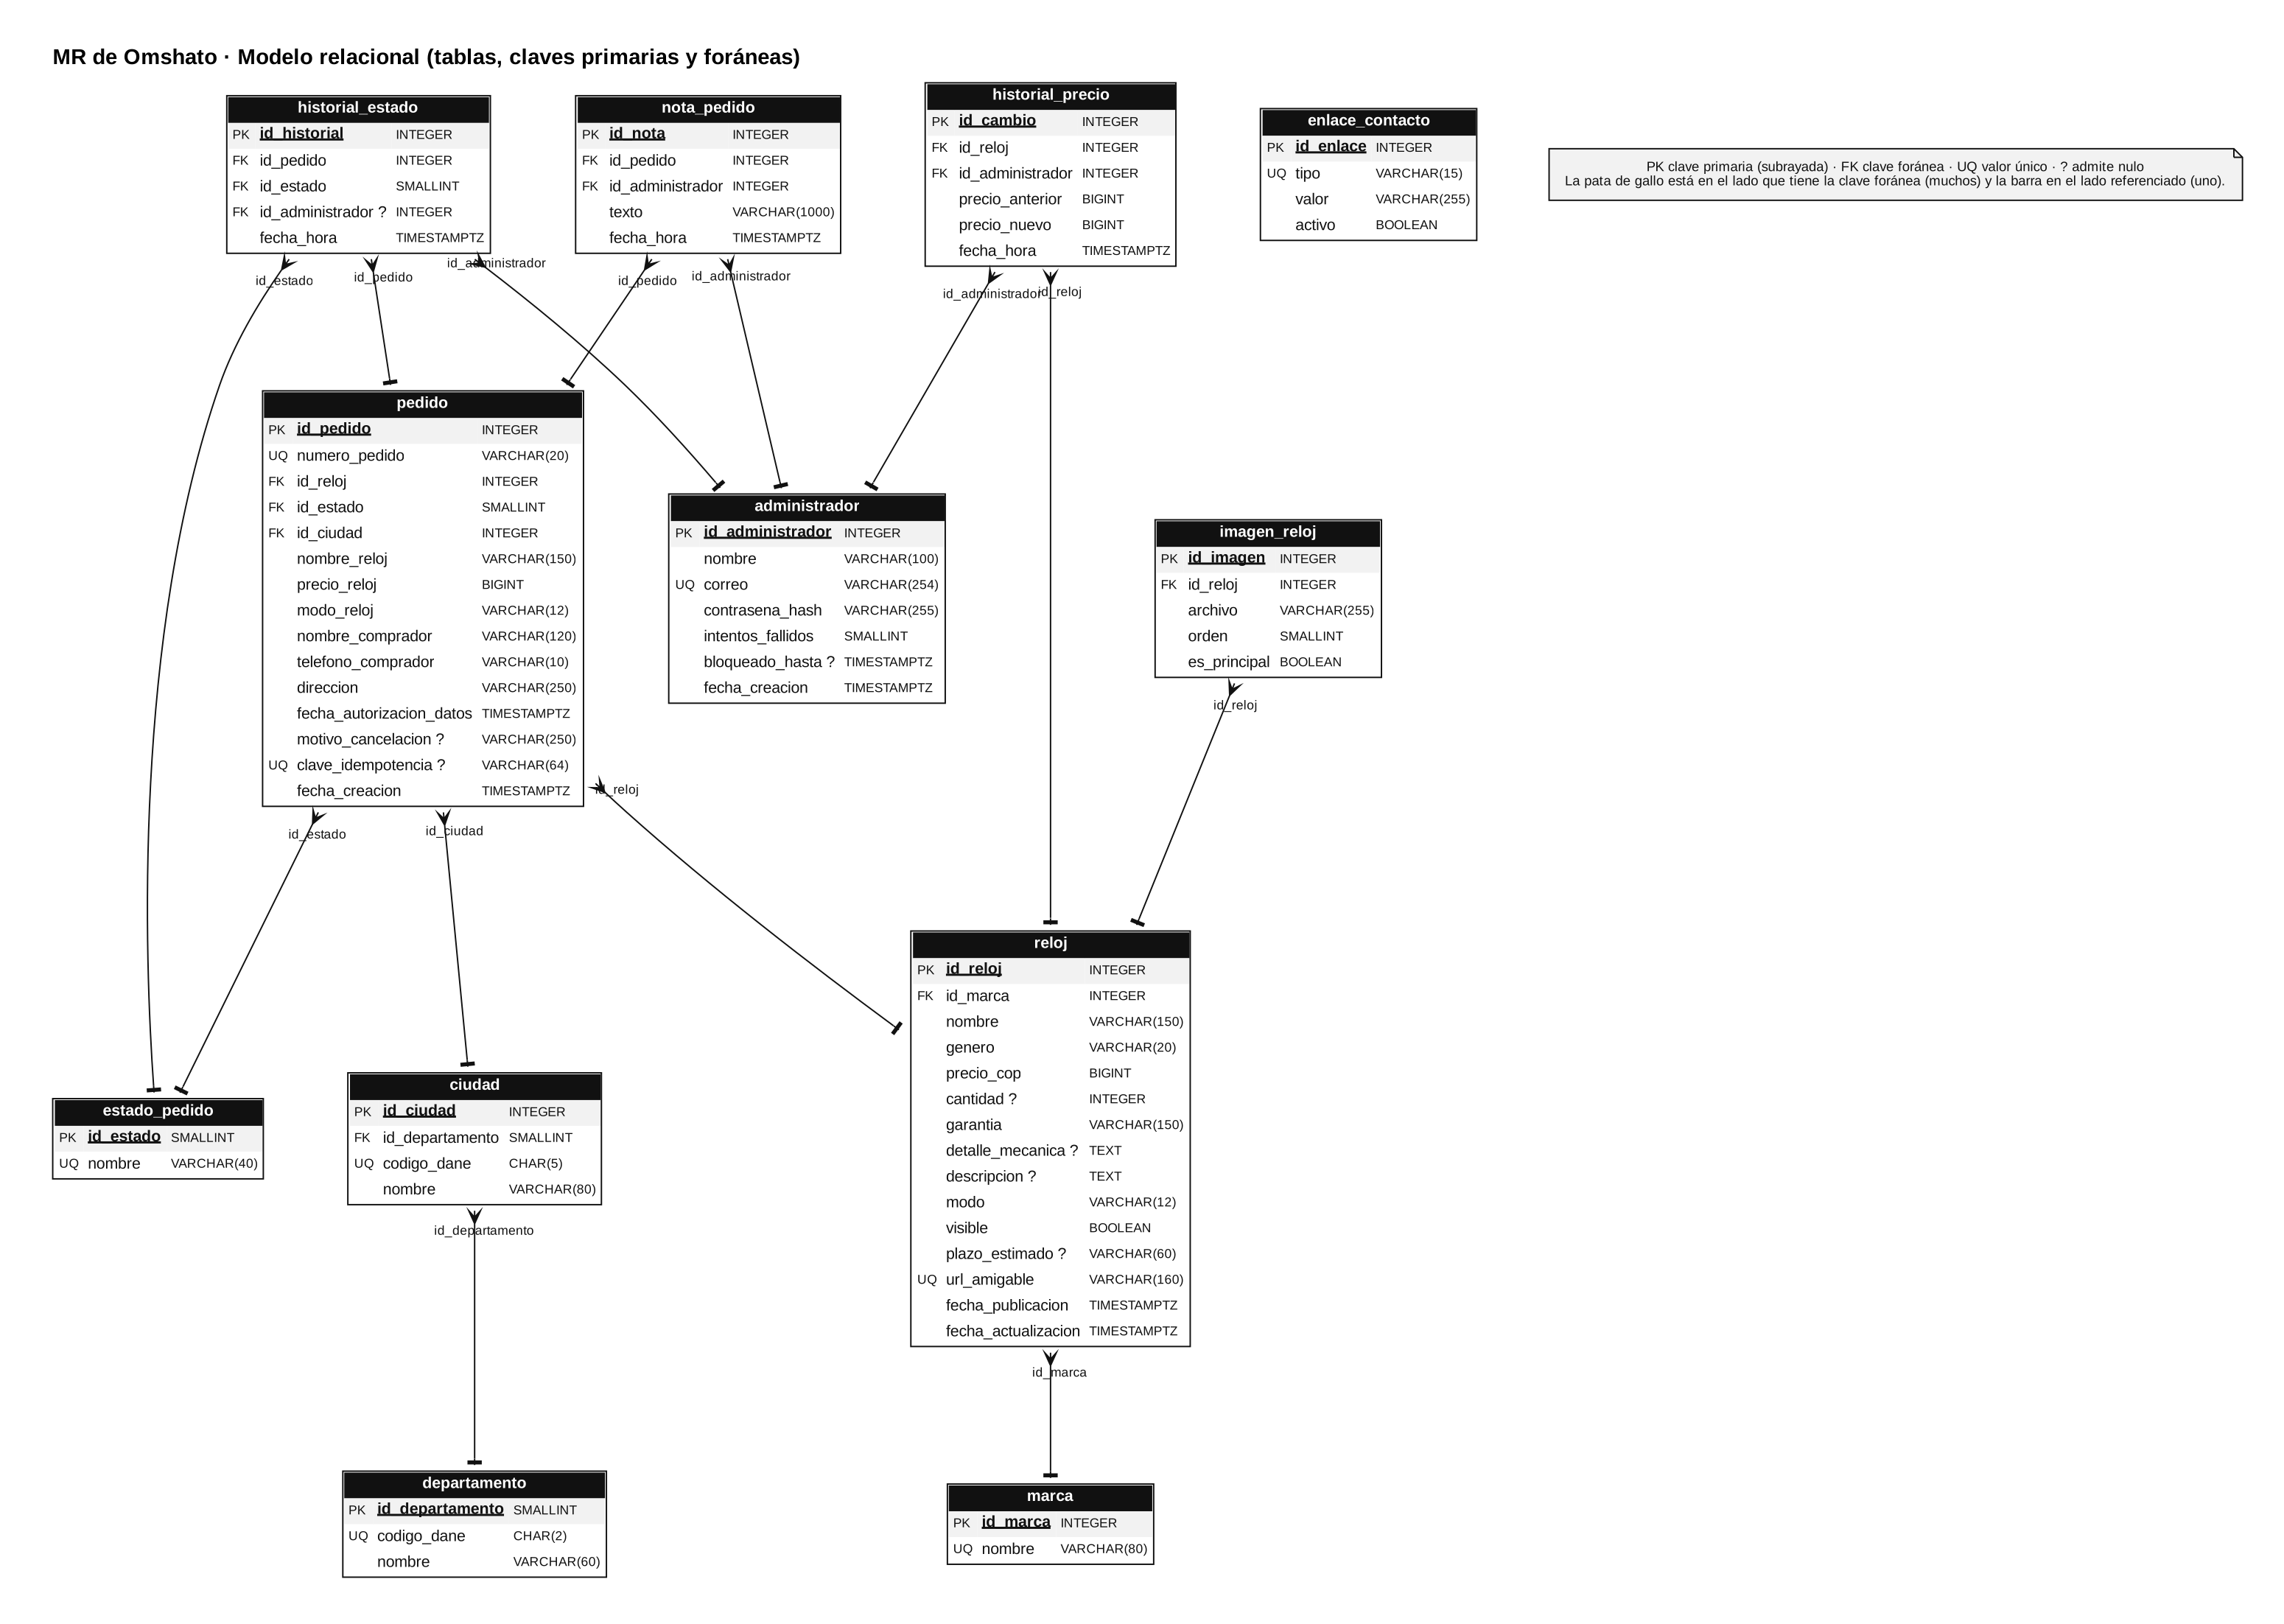 MR de Omshato · Modelo relacional (tablas, claves primarias y foráneas)
historial_estado
PK id_historial INTEGER
FK id_pedido INTEGER
FK id_estado SMALLINT
FK id_administrador ? INTEGER
fecha_hora TIMESTAMPTZ
nota_pedido
PK id_nota INTEGER
FK id_pedido INTEGER
FK id_administrador INTEGER
texto VARCHAR(1000)
fecha_hora TIMESTAMPTZ
historial_precio
PK id_cambio INTEGER
FK id_reloj INTEGER
FK id_administrador INTEGER
precio_anterior BIGINT
precio_nuevo BIGINT
fecha_hora TIMESTAMPTZ
enlace_contacto
PK id_enlace INTEGER
UQ tipo VARCHAR(15)
valor VARCHAR(255)
activo BOOLEAN
PK clave primaria (subrayada) · FK clave foránea · UQ valor único · ? admite nulo
La pata de gallo está en el lado que tiene la clave foránea (muchos) y la barra en el lado referenciado (uno).
id_estado
id_pedido
id_administrador
id_pedido
id_administrador
id_administrador
id_reloj
pedido
PK id_pedido INTEGER
UQ numero_pedido VARCHAR(20)
FK id_reloj INTEGER
FK id_estado SMALLINT
FK id_ciudad INTEGER
nombre_reloj VARCHAR(150)
precio_reloj BIGINT
modo_reloj VARCHAR(12)
nombre_comprador VARCHAR(120)
telefono_comprador VARCHAR(10)
direccion VARCHAR(250)
fecha_autorizacion_datos TIMESTAMPTZ
motivo_cancelacion ? VARCHAR(250)
UQ clave_idempotencia ? VARCHAR(64)
fecha_creacion TIMESTAMPTZ
administrador
PK id_administrador INTEGER
nombre VARCHAR(100)
UQ correo VARCHAR(254)
contrasena_hash VARCHAR(255)
intentos_fallidos SMALLINT
bloqueado_hasta ? TIMESTAMPTZ
fecha_creacion TIMESTAMPTZ
imagen_reloj
PK id_imagen INTEGER
FK id_reloj INTEGER
archivo VARCHAR(255)
orden SMALLINT
es_principal BOOLEAN
id_reloj
id_reloj
id_estado
id_ciudad
reloj
PK id_reloj INTEGER
FK id_marca INTEGER
nombre VARCHAR(150)
genero VARCHAR(20)
precio_cop BIGINT
cantidad ? INTEGER
garantia VARCHAR(150)
detalle_mecanica ? TEXT
descripcion ? TEXT
modo VARCHAR(12)
visible BOOLEAN
plazo_estimado ? VARCHAR(60)
UQ url_amigable VARCHAR(160)
fecha_publicacion TIMESTAMPTZ
fecha_actualizacion TIMESTAMPTZ
estado_pedido
PK id_estado SMALLINT
UQ nombre VARCHAR(40)
ciudad
PK id_ciudad INTEGER
FK id_departamento SMALLINT
UQ codigo_dane CHAR(5)
nombre VARCHAR(80)
id_departamento
id_marca
departamento
PK id_departamento SMALLINT
UQ codigo_dane CHAR(2)
nombre VARCHAR(60)
marca
PK id_marca INTEGER
UQ nombre VARCHAR(80)